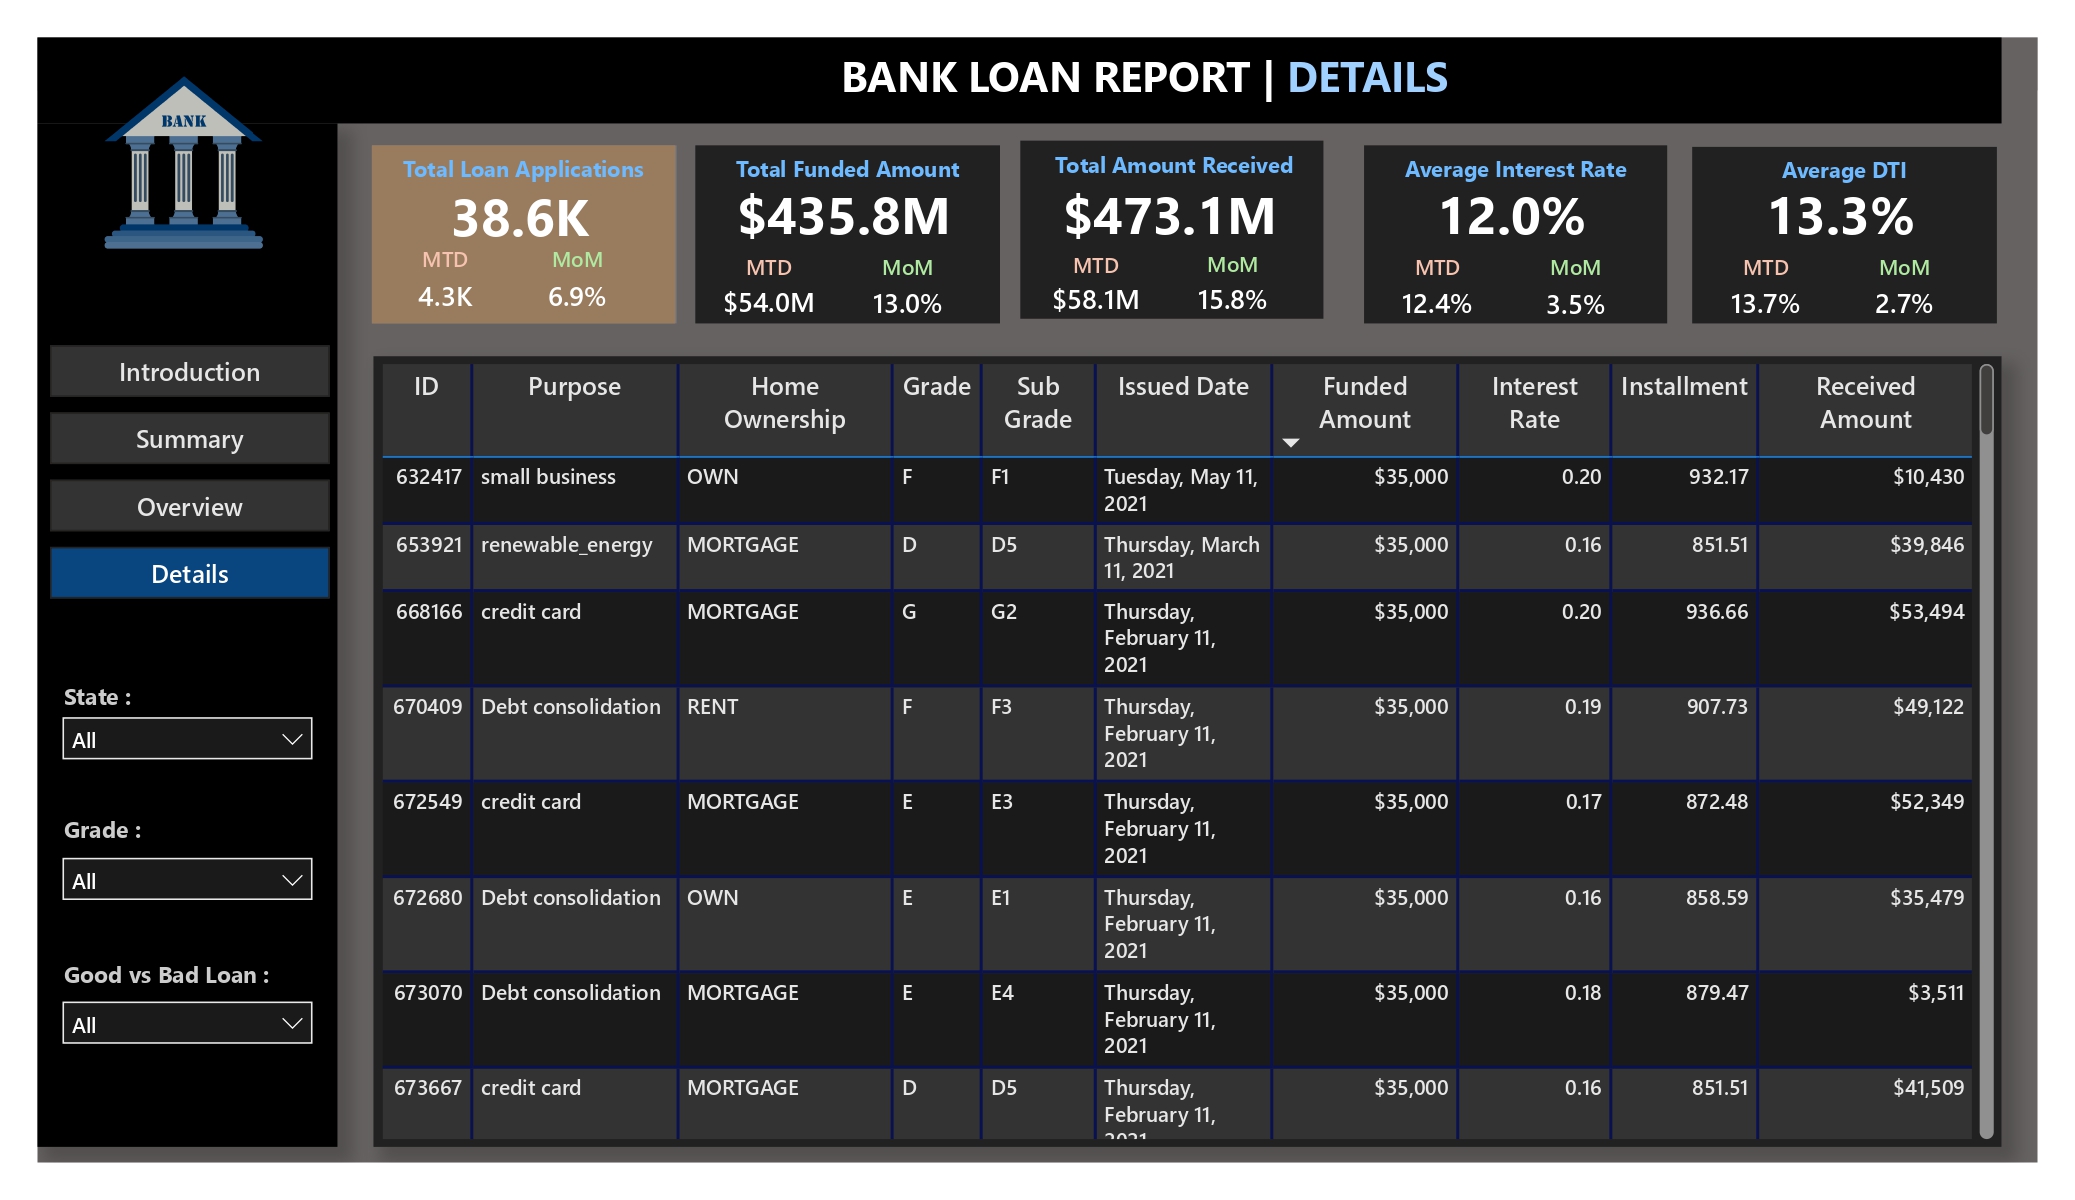 BANK LOAN REPORT | DETAILS
BANK
Total Loan Applications
38.6K
MTD MoM
4.3K 6.9%
Total Funded Amount
$435.8M
MTD MoM
$54.0M 13.0%
Total Amount Received
$473.1M
MTD MoM
$58.1M 15.8%
Average Interest Rate
12.0%
MTD MoM
12.4% 3.5%
Average DTI
13.3%
MTD MoM
13.7% 2.7%
Introduction
Summary
Overview
Details
State :
All
Grade :
All
Good vs Bad Loan :
All
ID Purpose Home Grade Sub Issued Date Funded Interest Installment Received
Ownership Grade Amount Rate Amount
632417 small business OWN F F1 Tuesday, May 11, $35,000 0.20 932.17 $10,430
2021
653921 renewable_energy MORTGAGE D D5 Thursday, March $35,000 0.16 851.51 $39,846
11, 2021
668166 credit card MORTGAGE G G2 Thursday, $35,000 0.20 936.66 $53,494
February 11,
2021
670409 Debt consolidation RENT F F3 Thursday, $35,000 0.19 907.73 $49,122
February 11,
2021
672549 credit card MORTGAGE E E3 Thursday, $35,000 0.17 872.48 $52,349
February 11,
2021
672680 Debt consolidation OWN E E1 Thursday, $35,000 0.16 858.59 $35,479
February 11,
2021
673070 Debt consolidation MORTGAGE E E4 Thursday, $35,000 0.18 879.47 $3,511
February 11,
2021
673667 credit card MORTGAGE D D5 Thursday, $35,000 0.16 851.51 $41,509
February 11,
2021